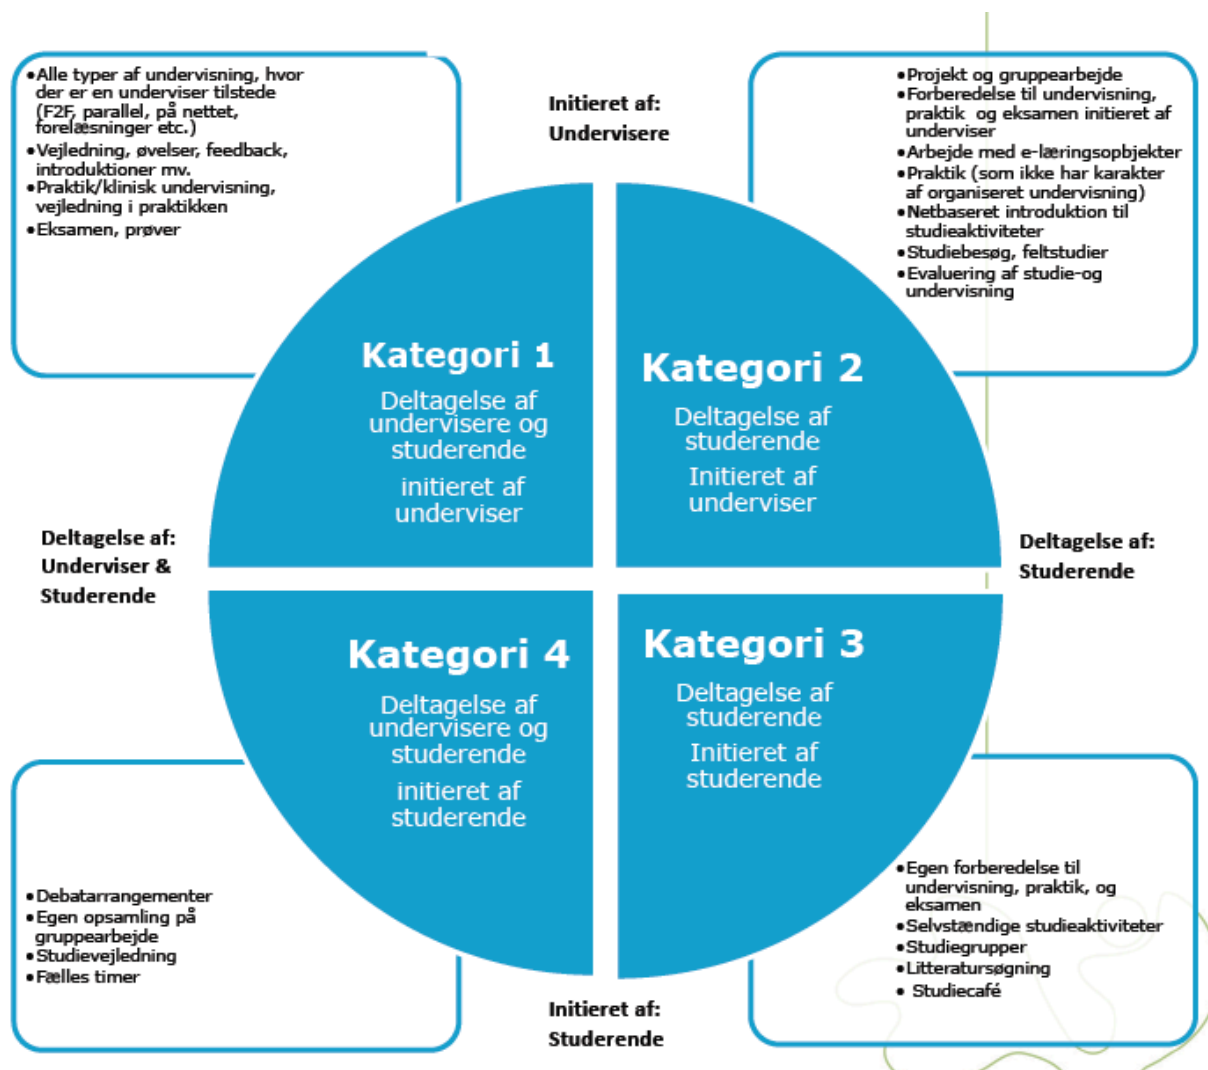 •Alle typer af undervisning, hvor
der er en underviser tilstede
(F2F, parallel, på nettet,
forelæsninger etc.)
•Vejledning, øvelser, feedback,
introduktioner mv.
•Praktik/klinisk undervisning,
vejledning i praktikken
•Eksamen, prøver
Initieret af:
Undervisere
•Projekt og gruppearbejde
•Forberedelse til undervisning,
praktik og eksamen initieret af
underviser
•Arbejde med e-læringsopbjekter
•Praktik (som ikke har karakter
af organiseret undervisning)
•Netbaseret introduktion til
studieaktiviteter
•Studiebesøg, feltstudier
•Evaluering af studie-og
undervisning
Kategori 1
Deltagelse af
undervisere og
studerende
initieret af
underviser
Kategori 2
Deltagelse af
studerende
Initieret af
underviser
Deltagelse af:
Underviser &
Studerende
Deltagelse af:
Studerende
Kategori 4
Deltagelse af
undervisere og
studerende
initieret af
studerende
Kategori 3
Deltagelse af
studerende
Initieret af
studerende
•Debatarrangementer
•Egen opsamling på
gruppearbejde
•Studievejledning
•Fælles timer
Initieret af:
Studerende
•Egen forberedelse til
undervisning, praktik, og
eksamen
•Selvstændige studieaktiviteter
•Studiegrupper
•Litteratursøgning
• Studiecafé